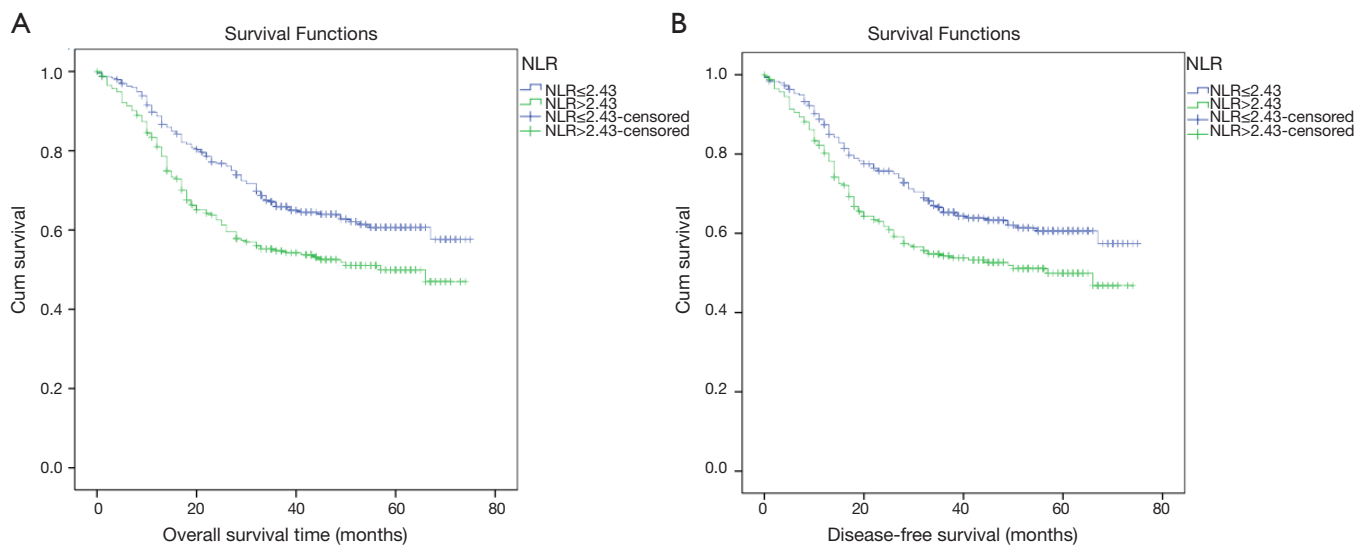 A
Survival Functions
1.0
0.8
0.6
0.4
0.2
0.0
Cum survival
0 20 40 60 80
Overall survival time (months)
NLR
NLR≤2.43
NLR>2.43
NLR≤2.43-censored
NLR>2.43-censored
B
Survival Functions
1.0
0.8
0.6
0.4
0.2
0.0
Cum survival
0 20 40 60 80
Disease-free survival (months)
NLR
NLR≤2.43
NLR>2.43
NLR≤2.43-censored
NLR>2.43-censored